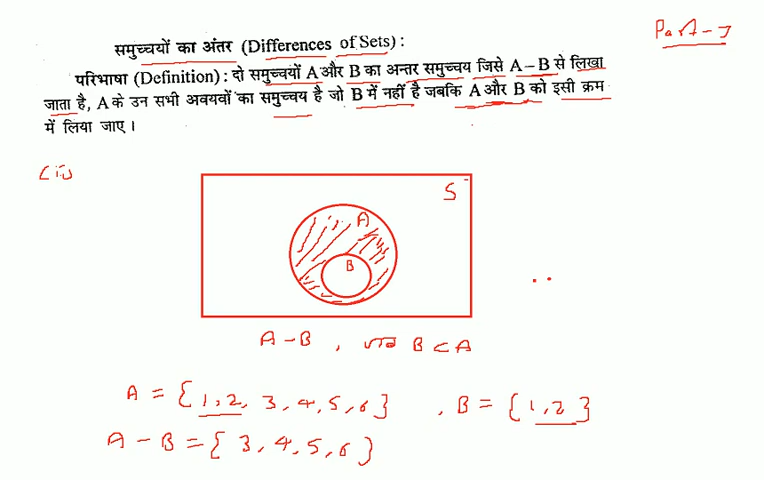 Part-I
समुच्चयों का अंतर (Differences of Sets) :
परिभाषा (Definition) : दो समुच्चयों A और B का अन्तर समुच्चय जिसे A – B से लिखा
जाता है, A के उन सभी अवयवों का समुच्चय है जो B में नहीं है जबकि A और B को इसी क्रम
में लिया जाए।
(ii)
S
A
B
A - B , जब B ⊂ A
A = { 1, 2, 3, 4, 5, 6 } , B = { 1, 2 }
A - B = { 3, 4, 5, 6 }